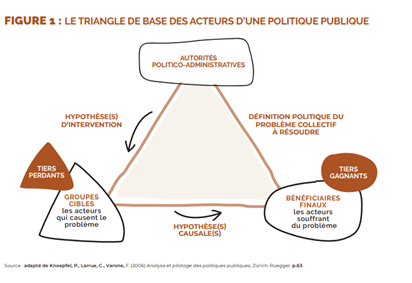 FIGURE 1 : LE TRIANGLE DE BASE DES ACTEURS D'UNE POLITIQUE PUBLIQUE
AUTORITÉS
POLITICO-ADMINISTRATIVES
HYPOTHÈSE(S)
D'INTERVENTION
DÉFINITION POLITIQUE DU
PROBLÈME COLLECTIF
À RÉSOUDRE
TIERS
PERDANTS
TIERS
GAGNANTS
GROUPES
CIBLES
les acteurs
qui causent le
problème
HYPOTHÈSE(S)
CAUSALE(S)
BÉNÉFICIAIRES
FINAUX
les acteurs
souffrant
du problème
Source : adapté de Knoepfel, P., Larrue, C., Varone, F. (2006) Analyse et pilotage des politiques publiques, Zürich: Rüegger. p.63.